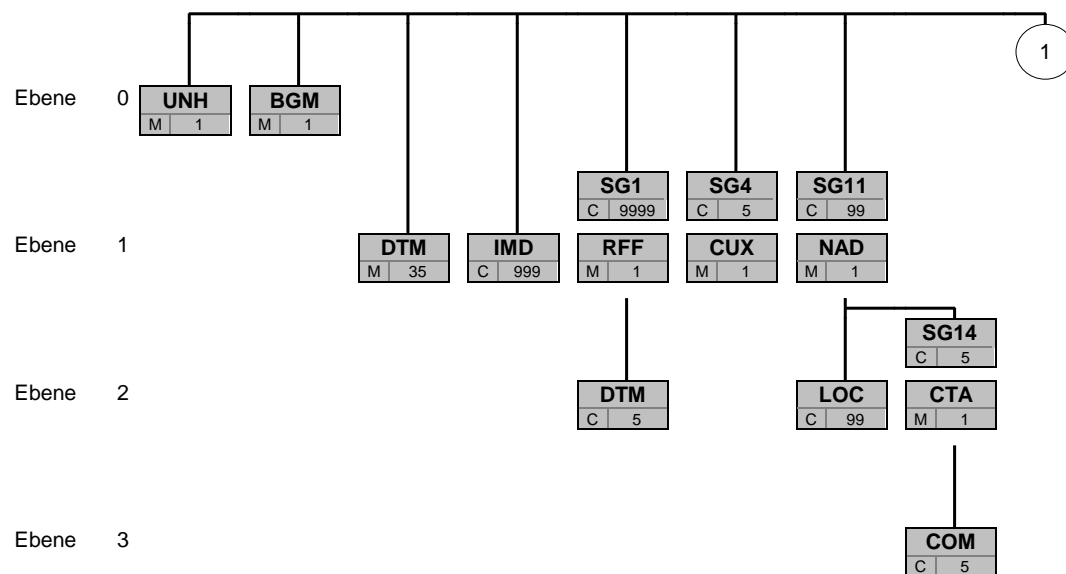 1
Ebene 0 UNH BGM
M 1 M 1
SG1 SG4 SG11
C 9999 C 5 C 99
Ebene 1 DTM IMD RFF CUX NAD
M 35 C 999 M 1 M 1 M 1
SG14
C 5
Ebene 2 DTM LOC CTA
C 5 C 99 M 1
Ebene 3 COM
C 5